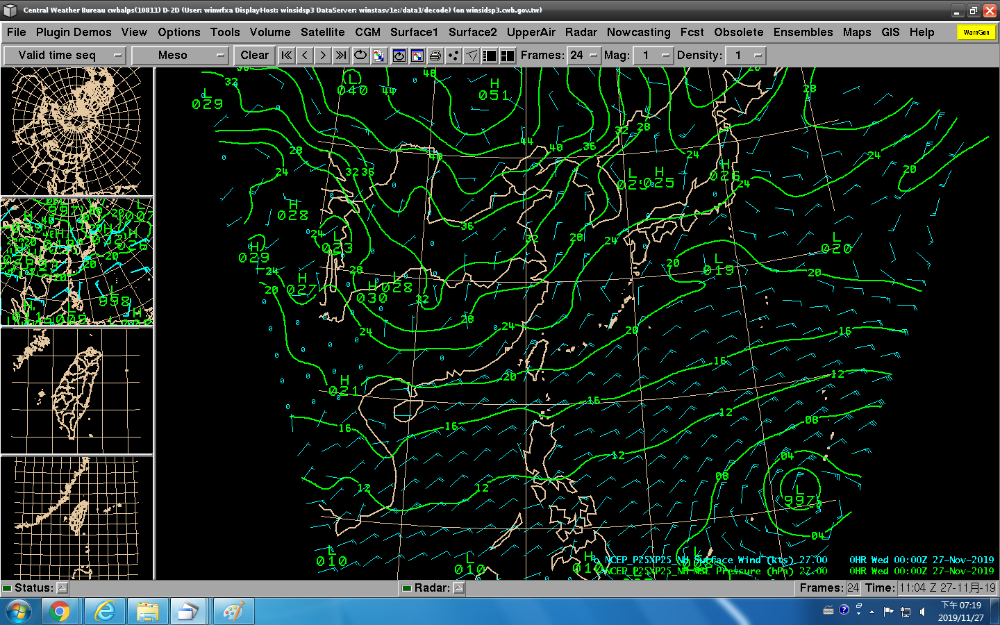 Central Weather Bureau cwbalps(10811) D-2D (User: winwfxa DisplayHost: winsidsp3 DataServer: winstasv1e:/data1/decode) (on winsidsp3.cwb.gov.tw)
File Plugin Demos View Options Tools Volume Satellite CGM Surface1 Surface2 UpperAir Radar Nowcasting Fcst Obsolete Ensembles Maps GIS Help WarnGen
Valid time seq Meso Clear Frames: 24 Mag: 1 Density: 1
32 L 029
L 040 44
48 H 051
28
44 40 36 32 28
28 24 32 36 40
24 24 20
L H 025
H 026 24
H 028
24 L 023 36 32 28 24
H 029
L 020
24 20 H 027 28 H 030 L 028 32
20 L 019 20
24 28 24 20 16
H 021 20 16 12
16 16 16 12 08
12 12 12 08 04
L 997
04
L 010 L 010 H 010
NCEP_P25XP25_NH Surface Wind (kts) 27.00 0HR Wed 00:00Z 27-Nov-2019
NCEP_P25XP25_NH MSL Pressure (hPa) 27.00 0HR Wed 00:00Z 27-Nov-2019
Status: Radar: Frames: 24 Time: 11:04 Z 27-11月-19
下午 07:19
2019/11/27